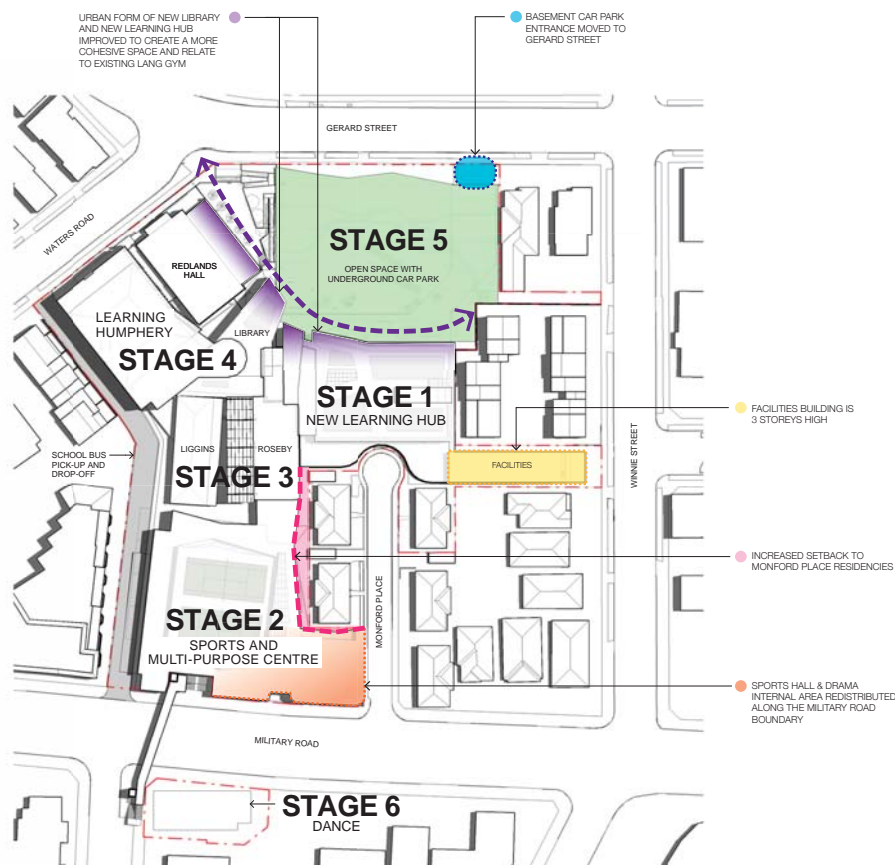 URBAN FORM OF NEW LIBRARY
AND NEW LEARNING HUB
IMPROVED TO CREATE A MORE
COHESIVE SPACE AND RELATE
TO EXISTING LANG GYM
BASEMENT CAR PARK
ENTRANCE MOVED TO
GERARD STREET
GERARD STREET
WATERS ROAD
STAGE 5
OPEN SPACE WITH
UNDERGROUND CAR PARK
REDLANDS
HALL
LEARNING
HUMPHERY
LIBRARY
STAGE 4
STAGE 1
NEW LEARNING HUB
FACILITIES BUILDING IS
3 STOREYS HIGH
WINNIE STREET
SCHOOL BUS
PICK-UP AND
DROP-OFF
LIGGINS
ROSEBY
FACILITIES
STAGE 3
INCREASED SETBACK TO
MONFORD PLACE RESIDENCIES
MONFORD PLACE
STAGE 2
SPORTS AND
MULTI-PURPOSE CENTRE
SPORTS HALL & DRAMA
INTERNAL AREA REDISTRIBUTED
ALONG THE MILITARY ROAD
BOUNDARY
MILITARY ROAD
STAGE 6
DANCE